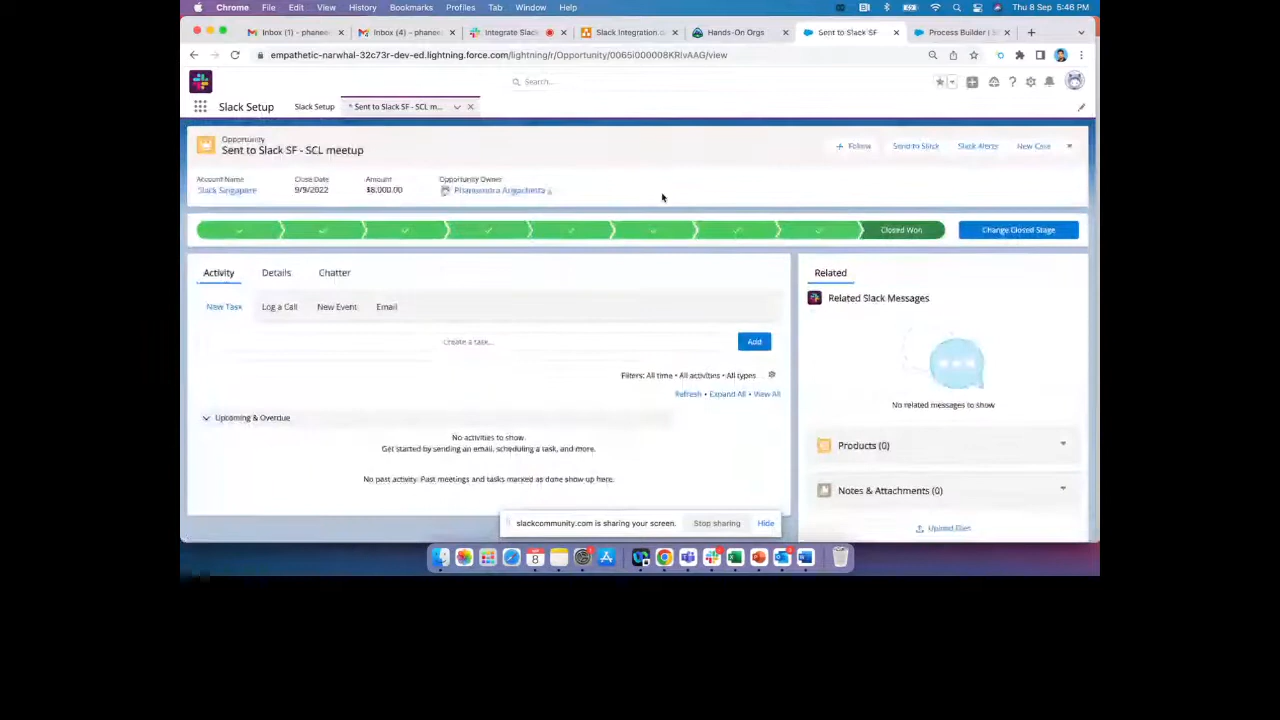 Chrome File Edit View History Bookmarks Profiles Tab Window Help Thu 8 Sep 5:46 PM
Inbox (1) – phanee Inbox (4) – phanee Integrate Slack Slack Integration Hands-On Orgs Sent to Slack SF Process Builder
empathetic-narwhal-32c73r-dev-ed.lightning.force.com/lightning/r/Opportunity/0065i000008KRIvAAG/view
Search...
Slack Setup Slack Setup * Sent to Slack SF - SCL m...
Opportunity
Sent to Slack SF - SCL meetup
+ Follow Send to Slack Slack Alerts New Case
Account Name Close Date Amount Opportunity Owner
Slack Singapore 9/9/2022 $8,000.00
Closed Won Change Closed Stage
Activity Details Chatter Related
New Task Log a Call New Event Email
Related Slack Messages
Create a task... Add
Filters: All time • All activities • All types
Refresh • Expand All • View All
Upcoming & Overdue
No related messages to show
No activities to show.
Get started by sending an email, scheduling a task, and more.
Products (0)
No past activity. Past meetings and tasks marked as done show up here.
Notes & Attachments (0)
Upload Files
slackcommunity.com is sharing your screen. Stop sharing Hide